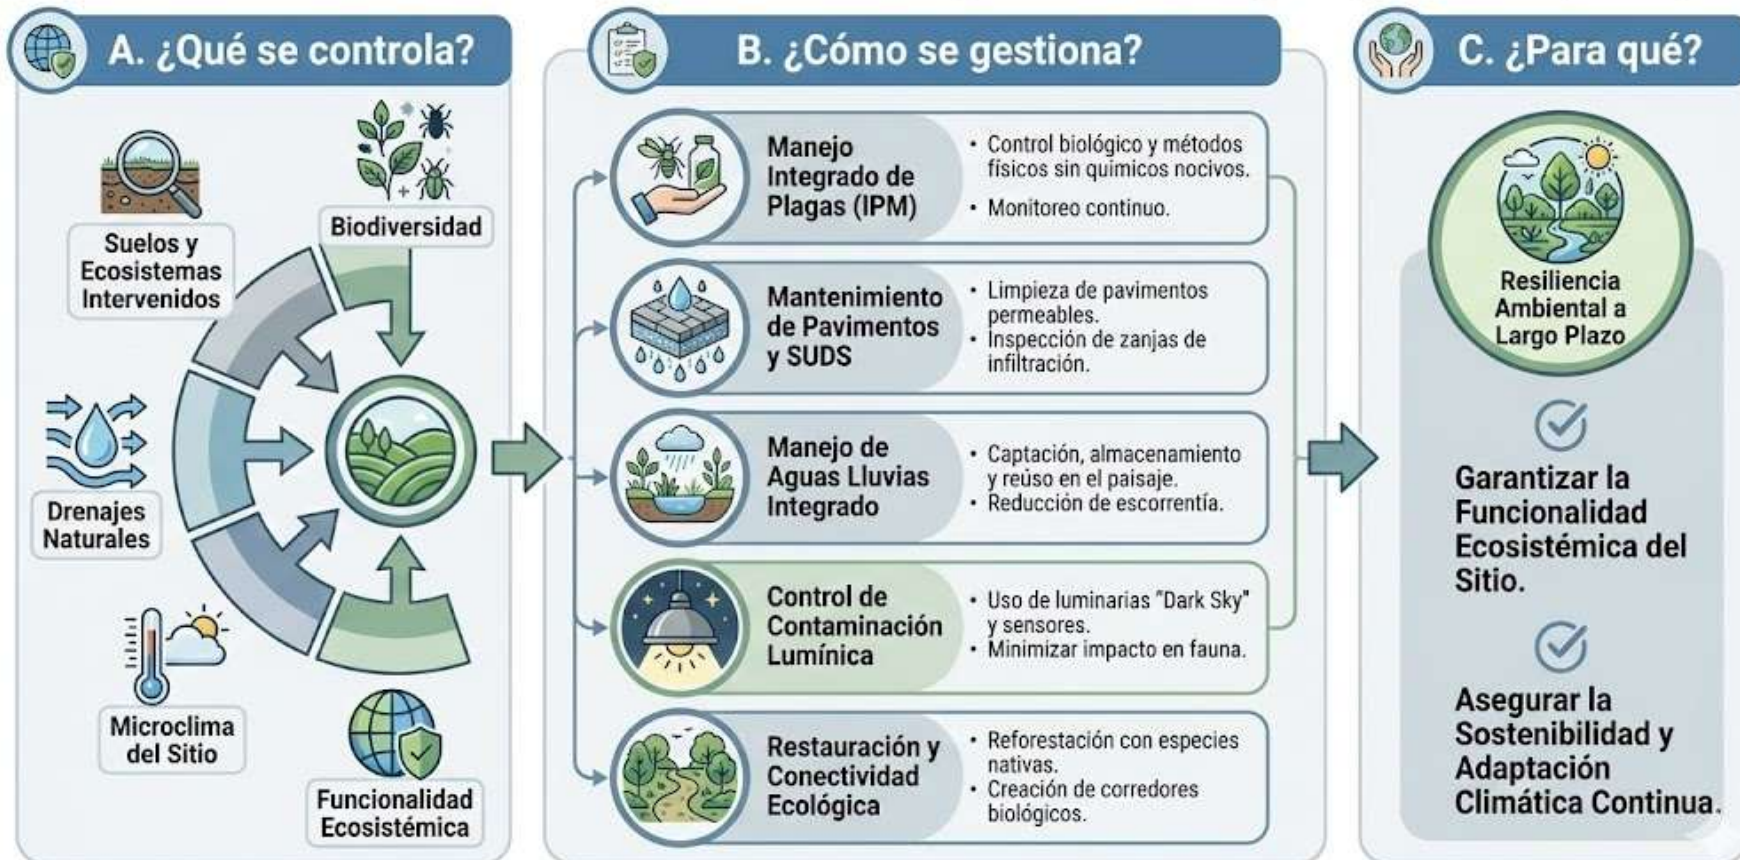 A. ¿Qué se controla?
Biodiversidad
Suelos y
Ecosistemas
Intervenidos
Drenajes
Naturales
Microclima
del Sitio
Funcionalidad
Ecosistémica
B. ¿Cómo se gestiona?
Manejo
Integrado de
Plagas (IPM)
• Control biológico y métodos
físicos sin químicos nocivos.
• Monitoreo continuo.
Mantenimiento
de Pavimentos
y SUDS
• Limpieza de pavimentos
permeables.
• Inspección de zanjas de
infiltración.
Manejo de
Aguas Lluvias
Integrado
• Captación, almacenamiento
y reúso en el paisaje.
• Reducción de escorrentía.
Control de
Contaminación
Lumínica
• Uso de luminarias "Dark Sky"
y sensores.
• Minimizar impacto en fauna.
Restauración y
Conectividad
Ecológica
• Reforestación con especies
nativas.
• Creación de corredores
biológicos.
C. ¿Para qué?
Resiliencia
Ambiental a
Largo Plazo
Garantizar la
Funcionalidad
Ecosistémica del
Sitio.
Asegurar la
Sostenibilidad y
Adaptación
Climática Continua.